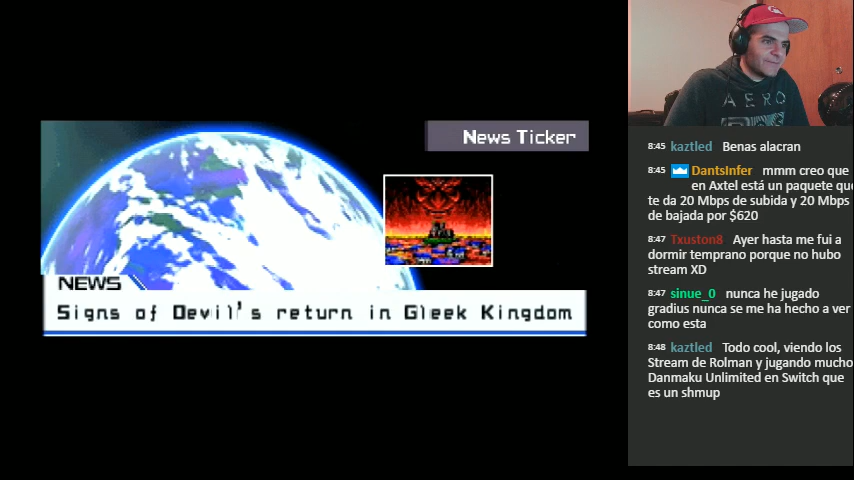 News Ticker
NEWS
Signs of Devil's return in Gleek Kingdom
AERO
8:45 kaztled Benas alacran
8:45 DantsInfer mmm creo que
en Axtel está un paquete que
te da 20 Mbps de subida y 20 Mbps
de bajada por $620
8:47 Txuston8 Ayer hasta me fui a
dormir temprano porque no hubo
stream XD
8:47 sinue_0 nunca he jugado
gradius nunca se me ha hecho a ver
como esta
8:48 kaztled Todo cool, viendo los
Stream de Rolman y jugando mucho
Danmaku Unlimited en Switch que
es un shmup